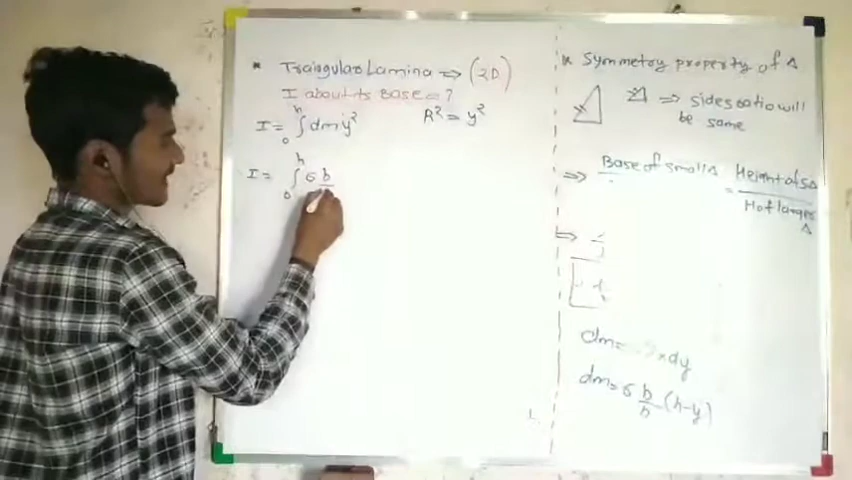 * Traingular Lamina ⇒ (2D)
I about its Base = ?
I = ∫₀ʰ dm y²
R² = y²
I = ∫₀ʰ σ b
* Symmetry property of Δ
⇒ sides ratio will
be same
⇒ Base of small Δ = Height of s Δ
H of larger
Δ
⇒
dm = x dy
dm = σ b/h (h-y)